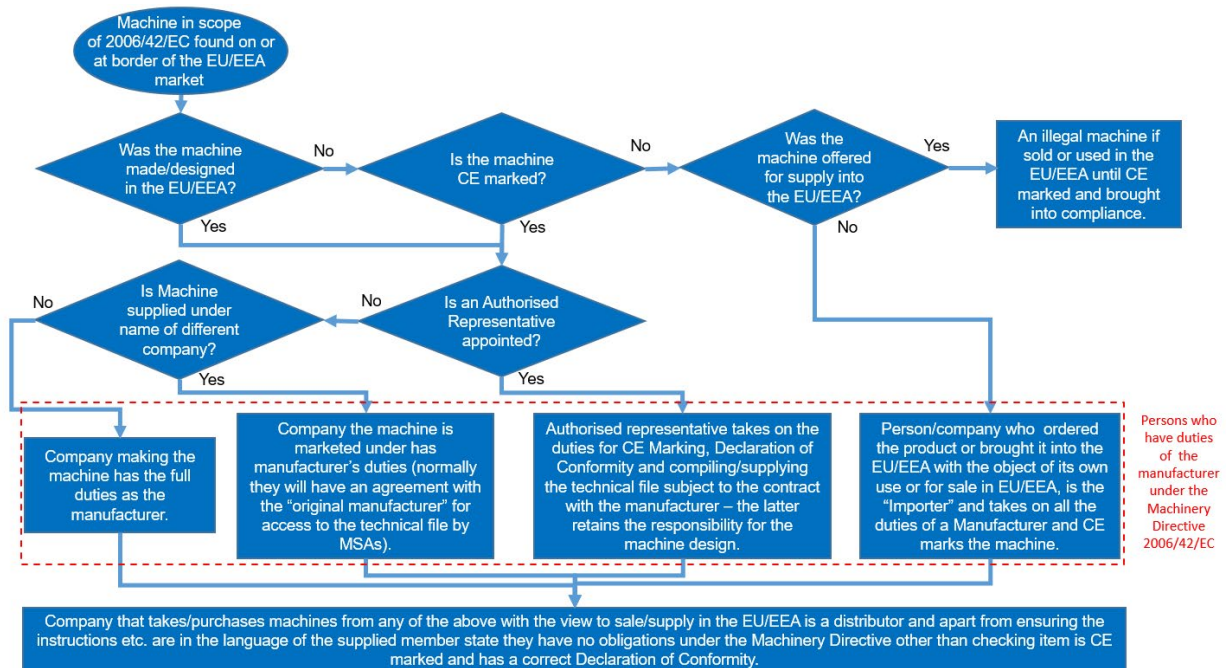 Machine in scope
of 2006/42/EC found on or
at border of the EU/EEA
market
Was the machine
made/designed
in the EU/EEA?
No
Yes
Is the machine
CE marked?
No
Yes
Was the
machine offered
for supply into
the EU/EEA?
Yes
No
An illegal machine if
sold or used in the
EU/EEA until CE
marked and brought
into compliance.
Is Machine
supplied under
name of different
company?
No
Yes
Is an Authorised
Representative
appointed?
No
Yes
Company making the
machine has the full
duties as the
manufacturer.
Company the machine is
marketed under has
manufacturer's duties (normally
they will have an agreement with
the “original manufacturer” for
access to the technical file by
MSAs).
Authorised representative takes on the
duties for CE Marking, Declaration of
Conformity and compiling/supplying
the technical file subject to the contract
with the manufacturer – the latter
retains the responsibility for the
machine design.
Person/company who ordered
the product or brought it into the
EU/EEA with the object of its own
use or for sale in EU/EEA, is the
“Importer” and takes on all the
duties of a Manufacturer and CE
marks the machine.
Persons who
have duties
of the
manufacturer
under the
Machinery
Directive
2006/42/EC
Company that takes/purchases machines from any of the above with the view to sale/supply in the EU/EEA is a distributor and apart from ensuring the
instructions etc. are in the language of the supplied member state they have no obligations under the Machinery Directive other than checking item is CE
marked and has a correct Declaration of Conformity.